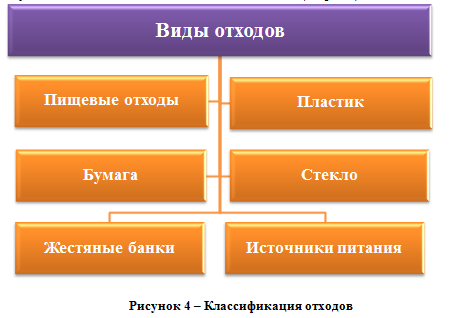 Виды отходов
Пищевые отходы
Пластик
Бумага
Стекло
Жестяные банки
Источники питания
Рисунок 4 – Классификация отходов